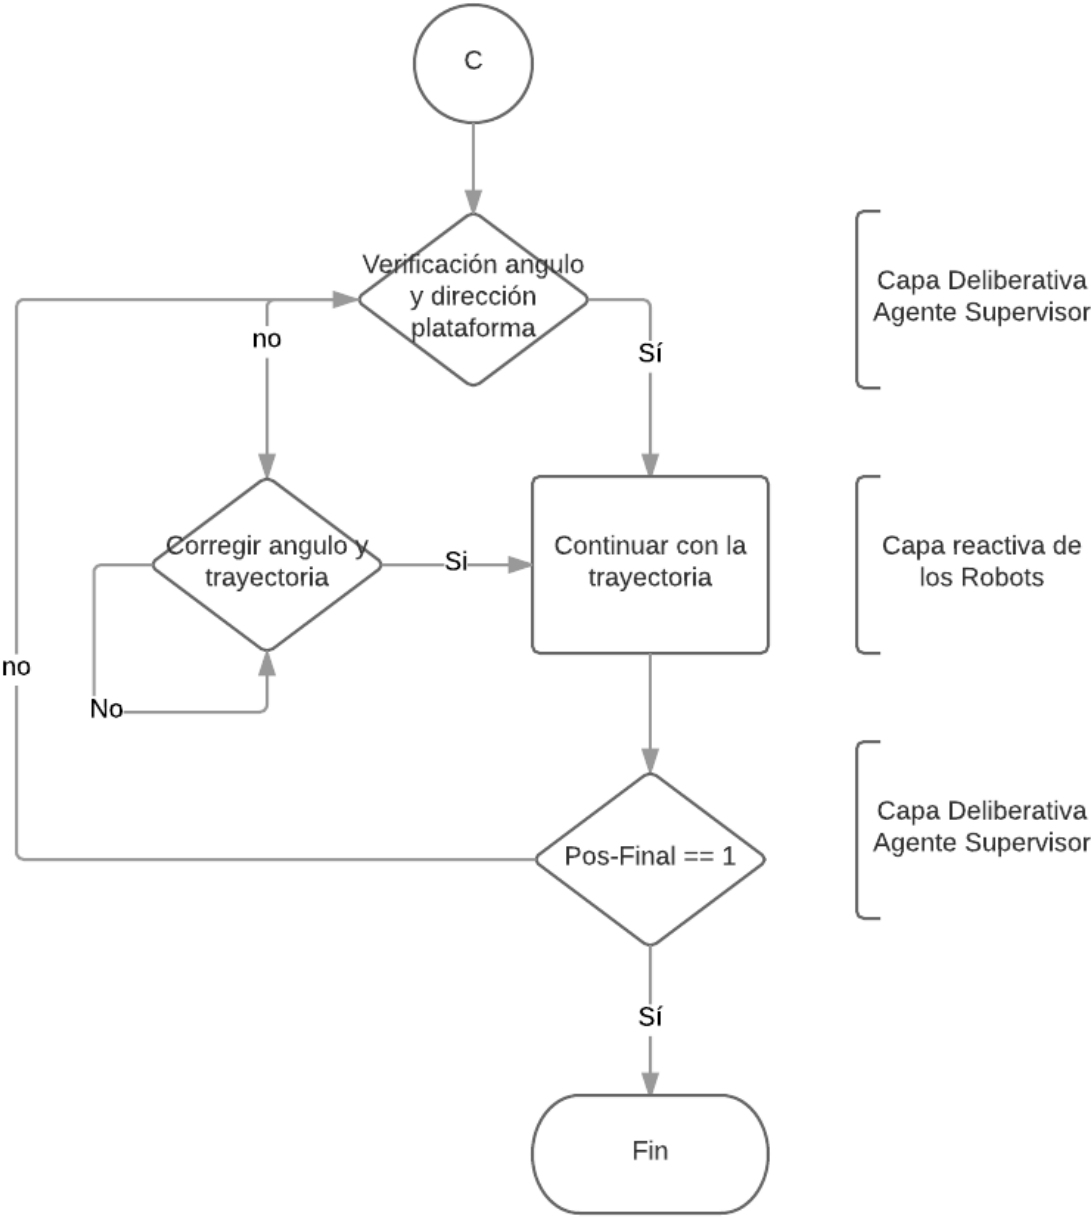 C
Verificación angulo
y dirección
plataforma
Capa Deliberativa
Agente Supervisor
no
Sí
Corregir angulo y
trayectoria
Si
Continuar con la
trayectoria
Capa reactiva de
los Robots
no
No
Pos-Final == 1
Capa Deliberativa
Agente Supervisor
Sí
Fin